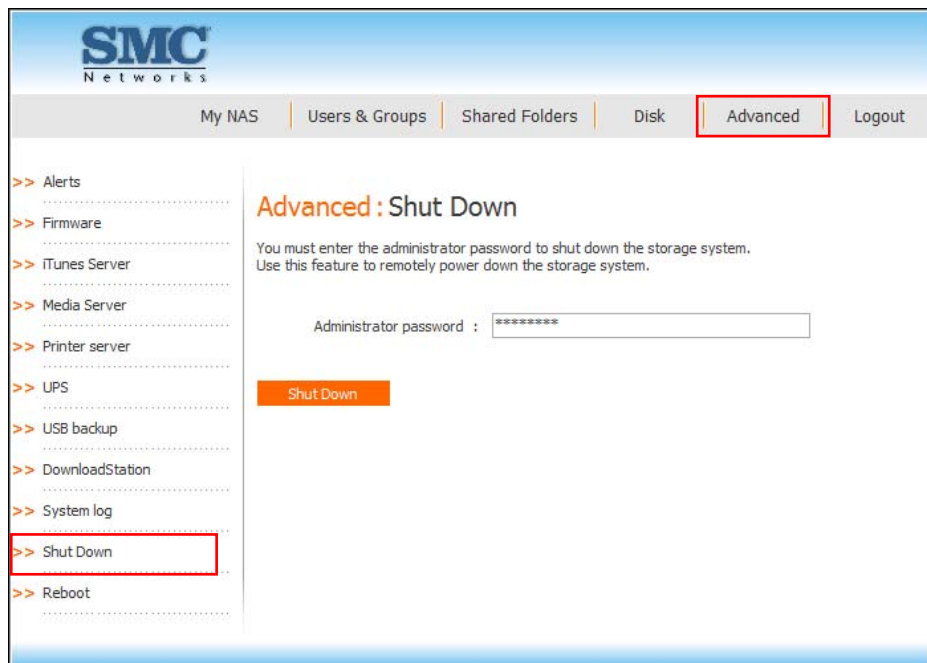 SMC
Networks
My NAS Users & Groups Shared Folders Disk Advanced Logout
>> Alerts
>> Firmware
>> iTunes Server
>> Media Server
>> Printer server
>> UPS
>> USB backup
>> DownloadStation
>> System log
>> Shut Down
>> Reboot
Advanced : Shut Down
You must enter the administrator password to shut down the storage system.
Use this feature to remotely power down the storage system.
Administrator password : ********
Shut Down